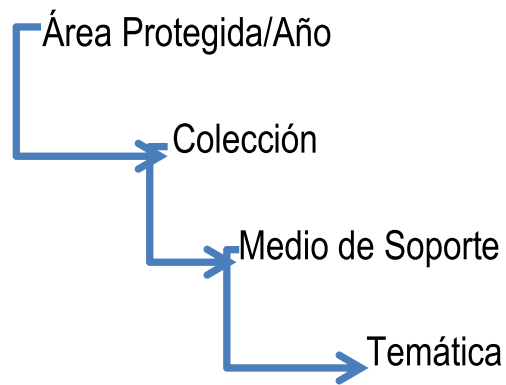 Área Protegida/Año
Colección
Medio de Soporte
Temática